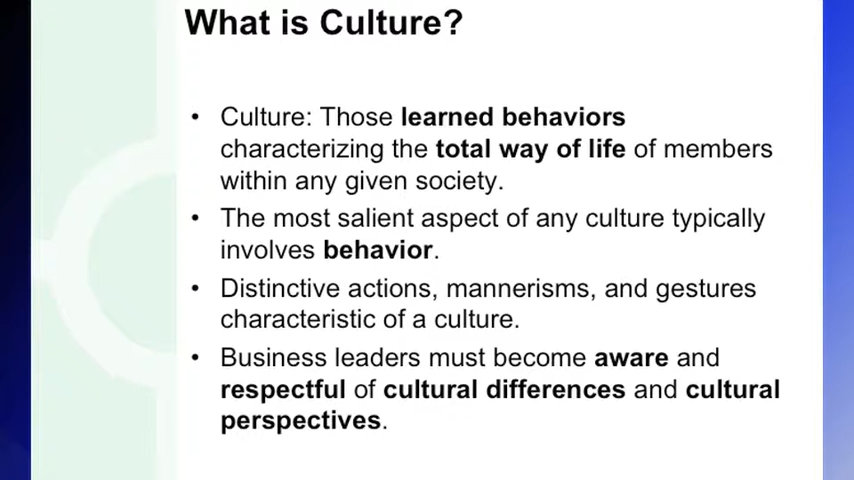 What is Culture?
• Culture: Those learned behaviors
characterizing the total way of life of members
within any given society.
• The most salient aspect of any culture typically
involves behavior.
• Distinctive actions, mannerisms, and gestures
characteristic of a culture.
• Business leaders must become aware and
respectful of cultural differences and cultural
perspectives.